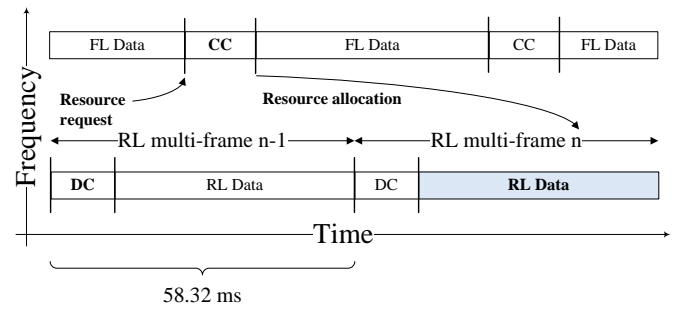 FL Data
CC
FL Data
CC
FL Data
Resource
request
Resource allocation
RL multi-frame n-1
RL multi-frame n
DC
RL Data
DC
RL Data
Frequency
Time
58.32 ms